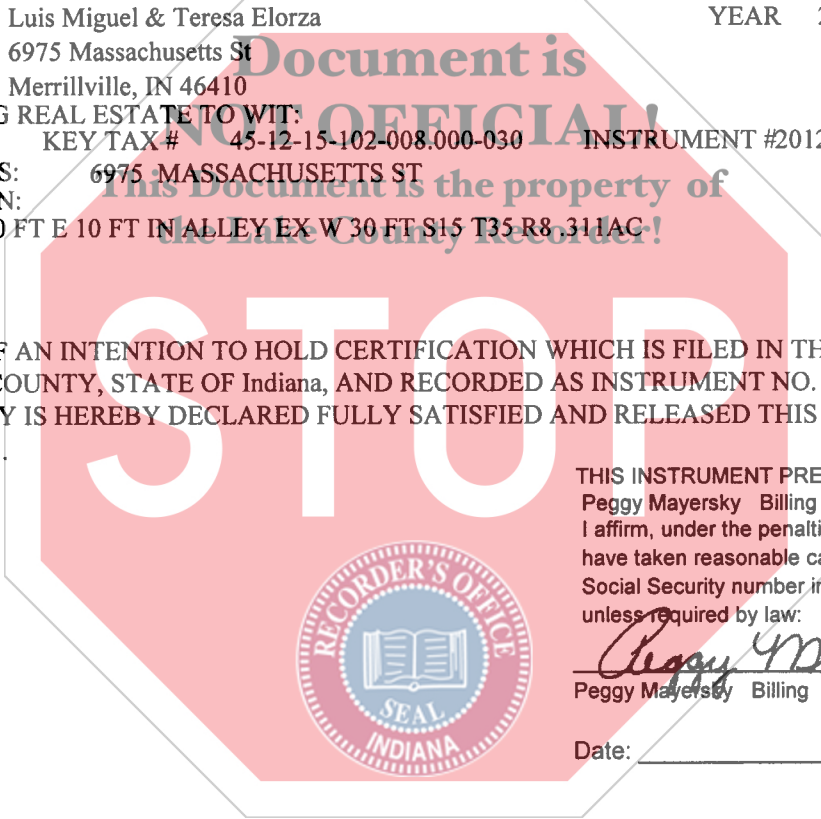 Luis Miguel & Teresa Elorza YEAR 2
6975 Massachusetts St
Document is
Merrillville, IN 46410
G REAL ESTATE TO WIT:
NOT OFFICIAL!
KEY TAX # 45-12-15-102-008.000-030 INSTRUMENT #2012
S: 6975 MASSACHUSETTS ST
This Document is the property of
N:
0 FT E 10 FT IN ALLEY EX W 30 FT S15 T35 R8 .311AC
the Lake County Recorder!
STOP
F AN INTENTION TO HOLD CERTIFICATION WHICH IS FILED IN TH
COUNTY, STATE OF Indiana, AND RECORDED AS INSTRUMENT NO.
Y IS HEREBY DECLARED FULLY SATISFIED AND RELEASED THIS
.
THIS INSTRUMENT PRE
Peggy Mayersky Billing
I affirm, under the penalti
have taken reasonable ca
Social Security number in
unless required by law:
Peggy M
Peggy Mayersky Billing
Date:
RECORDER'S OFFICE
SEAL
INDIANA